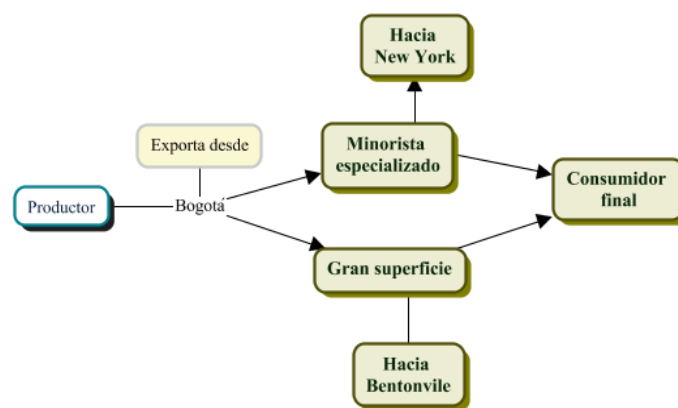 Hacia
New York
Exporta desde
Minorista
especializado
Productor
Bogotá
Consumidor
final
Gran superficie
Hacia
Bentonvile